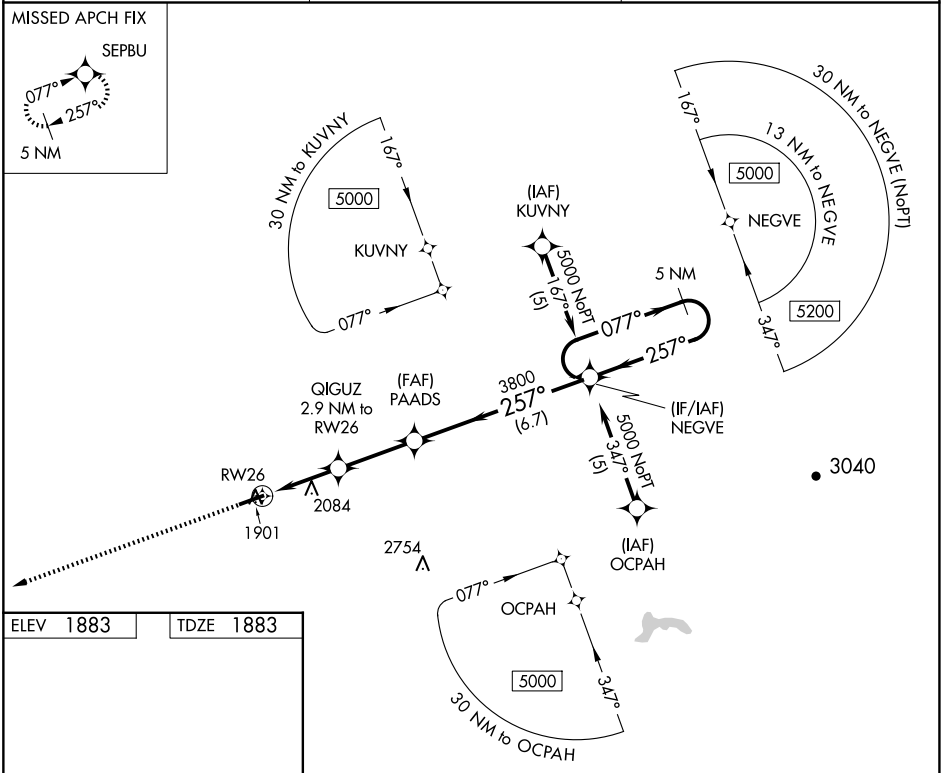 MISSED APCH FIX
SEPBU
077°
257°
5 NM
30 NM to KUVNY
167°
5000
KUVNY
077°
(IAF)
KUVNY
5000 NoPT
167°
(5)
30 NM to NEGVE (NoPT)
167°
13 NM to NEGVE
5000
NEGVE
5200
347°
5 NM
077°
257°
(IF/IAF)
NEGVE
3800
257°
(6.7)
(FAF)
PAADS
QIGUZ
2.9 NM to
RW26
RW26
2084
1901
5000 NoPT
347°
(5)
(IAF)
OCPAH
3040
2754
077°
OCPAH
5000
347°
30 NM to OCPAH
ELEV 1883
TDZE 1883